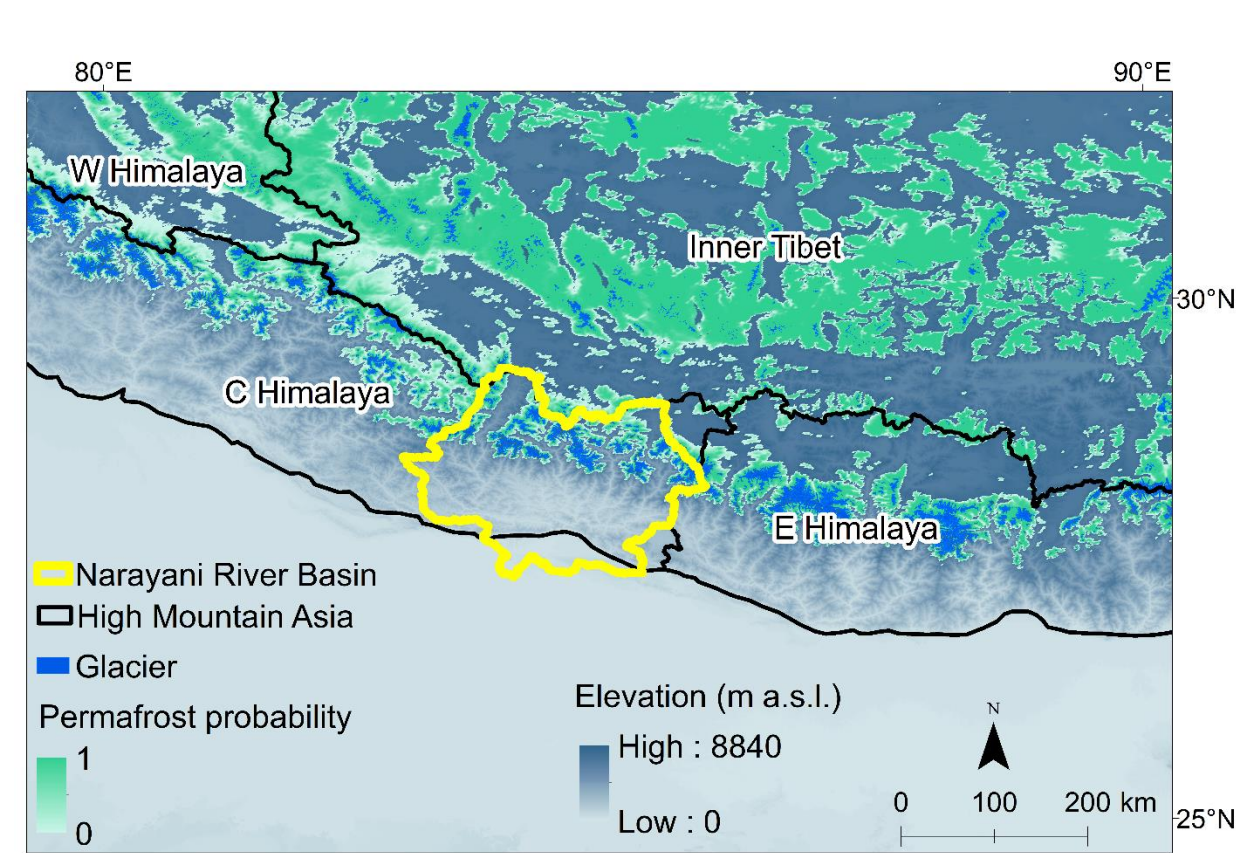 80°E
90°E
W Himalaya
Inner Tibet
30°N
C Himalaya
E Himalaya
Narayani River Basin
High Mountain Asia
Glacier
Permafrost probability
1
0
Elevation (m a.s.l.)
High : 8840
Low : 0
N
0 100 200 km
25°N